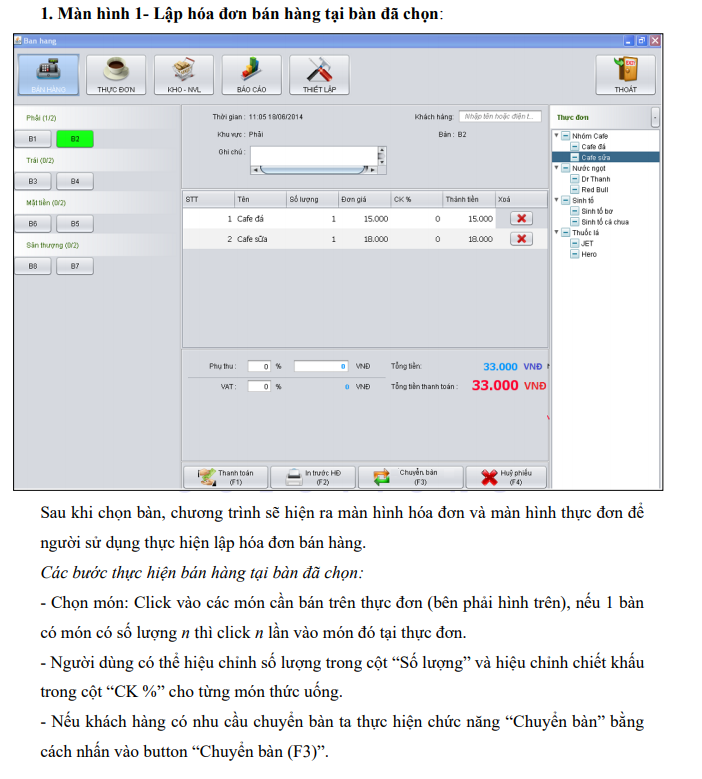 1. Màn hình 1- Lập hóa đơn bán hàng tại bàn đã chọn:
Ban hang
BÁN HÀNG
THỰC ĐƠN
KHO - NVL
BÁO CÁO
THIẾT LẬP
THOÁT
Phải (1/2)
B1 B2
Trái (0/2)
B3 B4
Mặt tiền (0/2)
B6 B5
Sân thượng (0/2)
B8 B7
Thời gian : 11:05 18/06/2014
Khách hàng: Nhập tên hoặc điện t...
Khu vực : Phải
Bàn : B2
Ghi chú :
STT Tên Số lượng Đơn giá CK % Thành tiền Xoá
1 Cafe đá 1 15.000 0 15.000
2 Cafe sữa 1 18.000 0 18.000
Phụ thu : 0 % 0 VNĐ Tổng tiền: 33.000 VNĐ
VAT : 0 % 0 VNĐ Tổng tiền thanh toán : 33.000 VNĐ
Thanh toán
(F1)
In trước HĐ
(F2)
Chuyển bàn
(F3)
Huỷ phiếu
(F4)
Thực đơn
Nhóm Cafe
Cafe đá
Cafe sữa
Nước ngọt
Dr Thanh
Red Bull
Sinh tố
Sinh tố bơ
Sinh tố cà chua
Thuốc lá
JET
Hero
Sau khi chọn bàn, chương trình sẽ hiện ra màn hình hóa đơn và màn hình thực đơn để
người sử dụng thực hiện lập hóa đơn bán hàng.
Các bước thực hiện bán hàng tại bàn đã chọn:
- Chọn món: Click vào các món cần bán trên thực đơn (bên phải hình trên), nếu 1 bàn
có món có số lượng n thì click n lần vào món đó tại thực đơn.
- Người dùng có thể hiệu chỉnh số lượng trong cột “Số lượng” và hiệu chỉnh chiết khấu
trong cột “CK %” cho từng món thức uống.
- Nếu khách hàng có nhu cầu chuyển bàn ta thực hiện chức năng “Chuyển bàn” bằng
cách nhấn vào button “Chuyển bàn (F3)”.